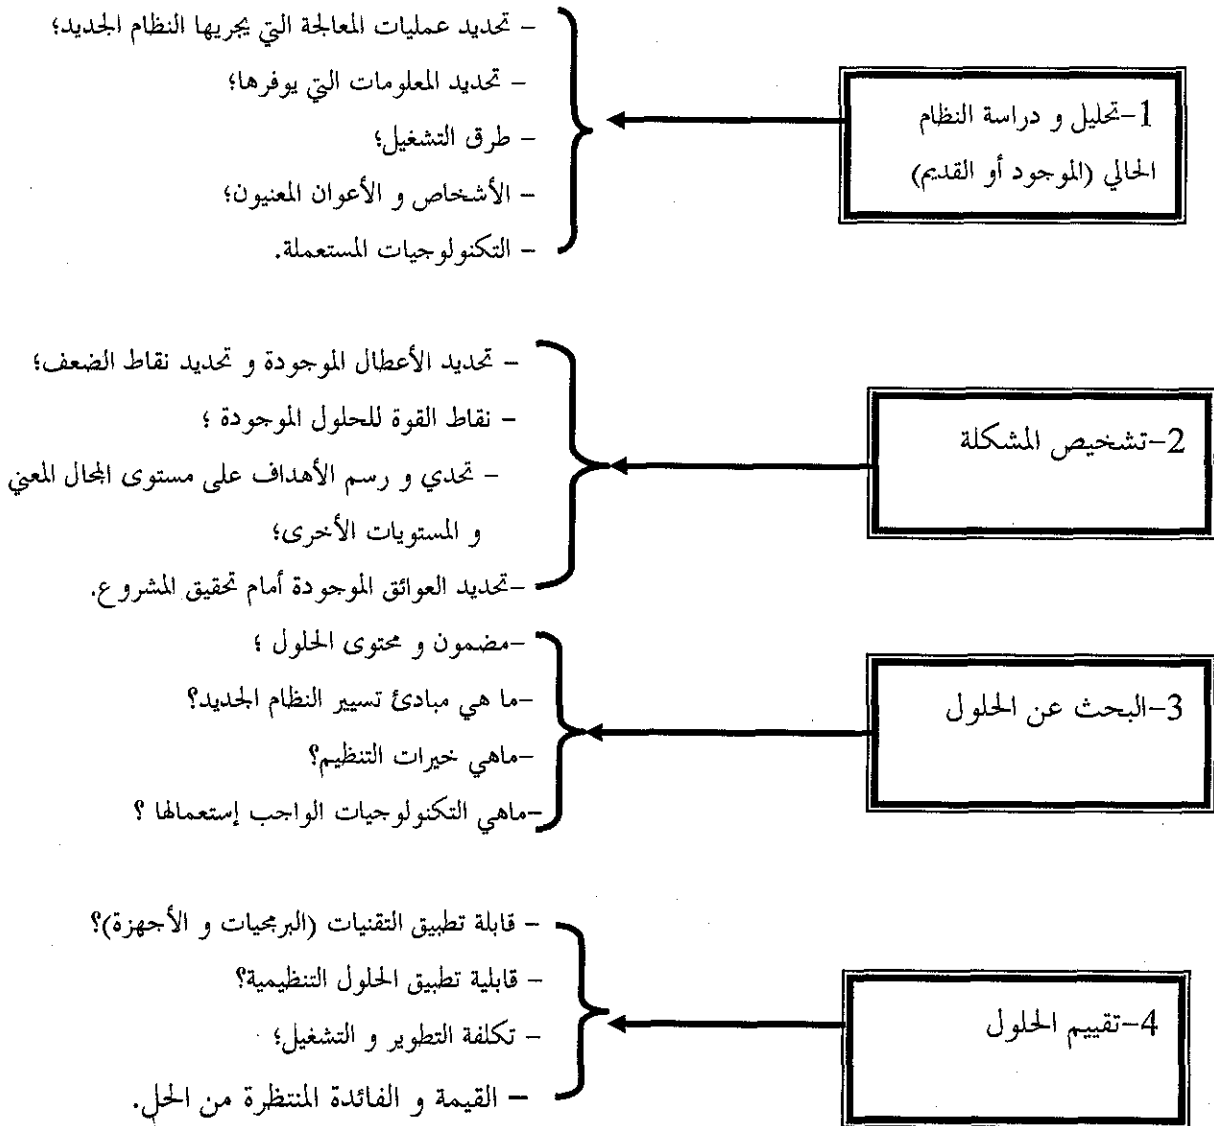 1-تحليل و دراسة النظام
الحالي (الموجود أو القديم)
- تحديد عمليات المعالجة التي يجريها النظام الجديد؛
- تحديد المعلومات التي يوفرها؛
- طرق التشغيل؛
- الأشخاص و الأعوان المعنيون؛
- التكنولوجيات المستعملة.
2-تشخيص المشكلة
- تحديد الأعطال الموجودة و تحديد نقاط الضعف؛
- نقاط القوة للحلول الموجودة ؛
- تحدي و رسم الأهداف على مستوى المجال المعني
و المستويات الأخرى؛
-تحديد العوائق الموجودة أمام تحقيق المشروع.
3-البحث عن الحلول
-مضمون و محتوى الحلول ؛
-ما هي مبادئ تسيير النظام الجديد؟
-ماهي خيرات التنظيم؟
-ماهي التكنولوجيات الواجب إستعمالها ؟
4-تقييم الحلول
- قابلة تطبيق التقنيات (البرمجيات و الأجهزة)؟
- قابلية تطبيق الحلول التنظيمية؟
- تكلفة التطوير و التشغيل؛
- القيمة و الفائدة المنتظرة من الحل.